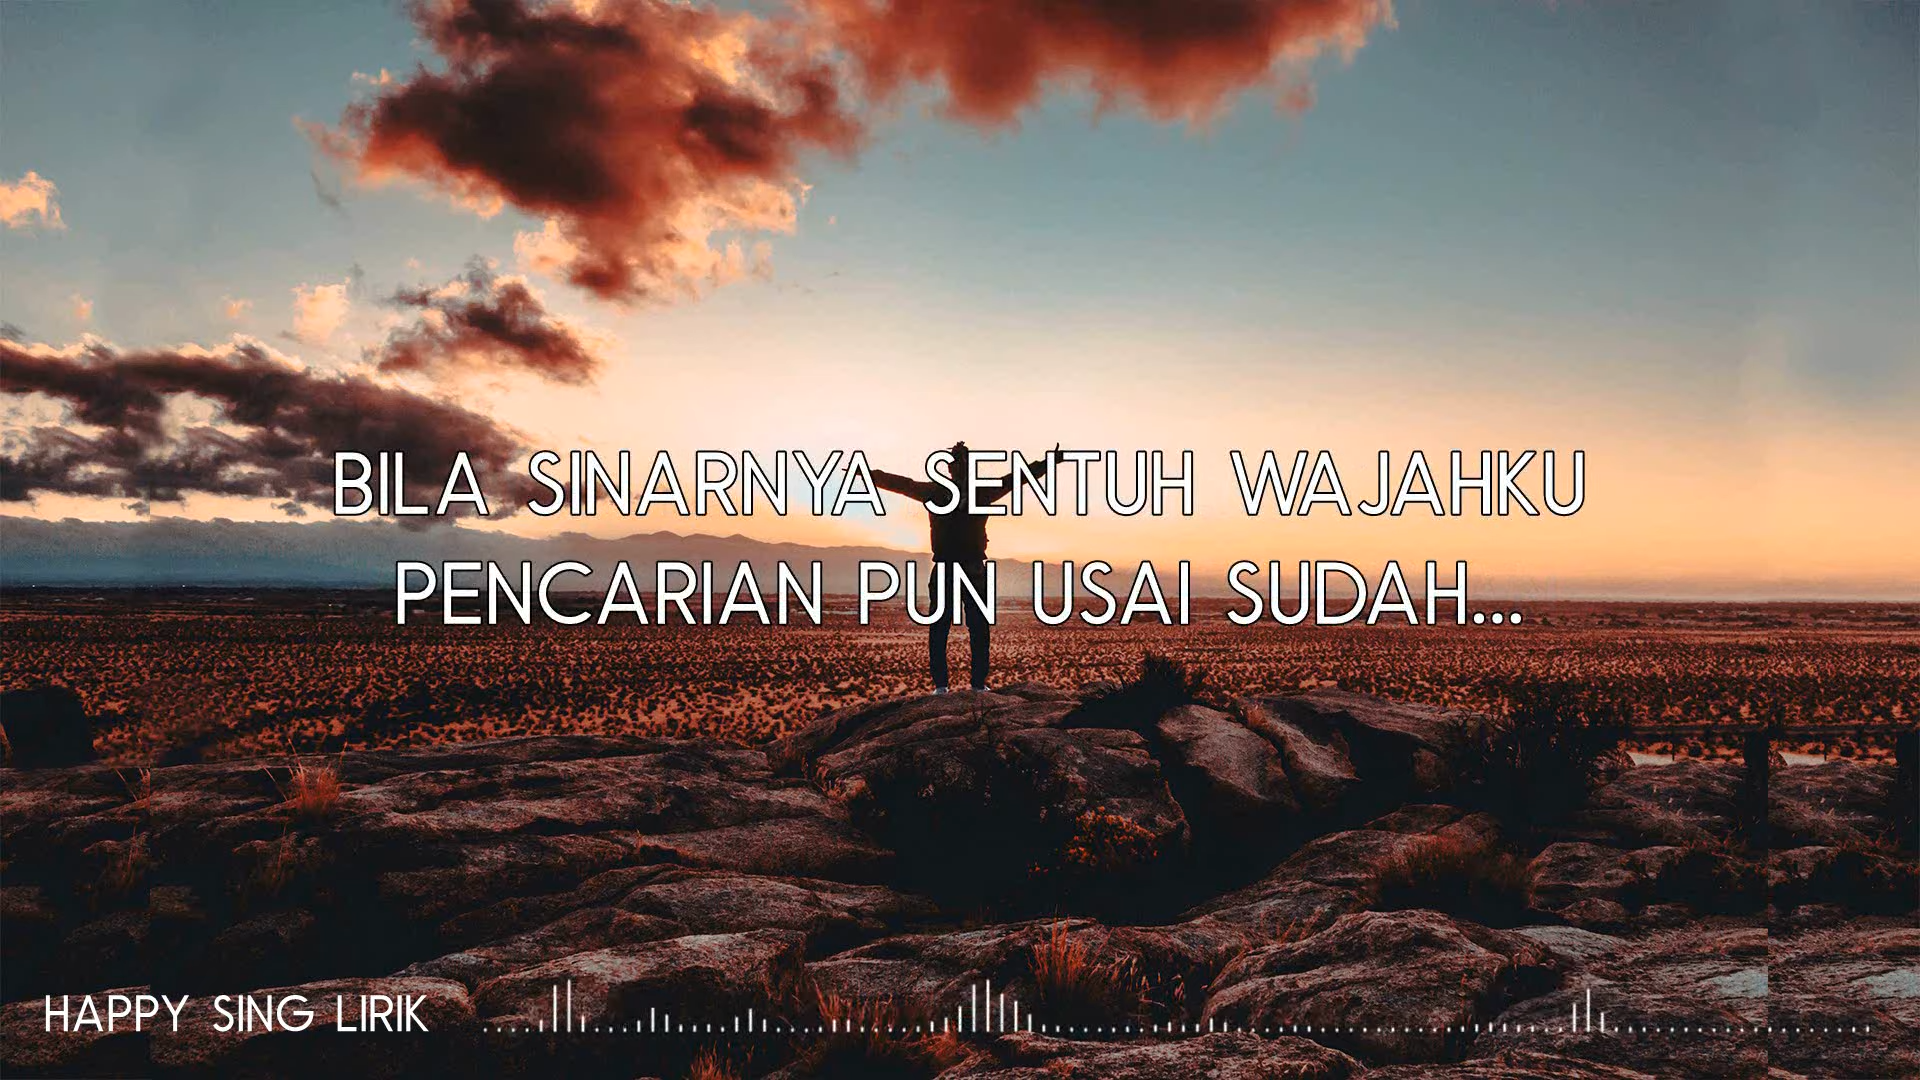 BILA SINARNYA SENTUH WAJAHKU
PENCARIAN PUN USAI SUDAH...
HAPPY SING LIRIK